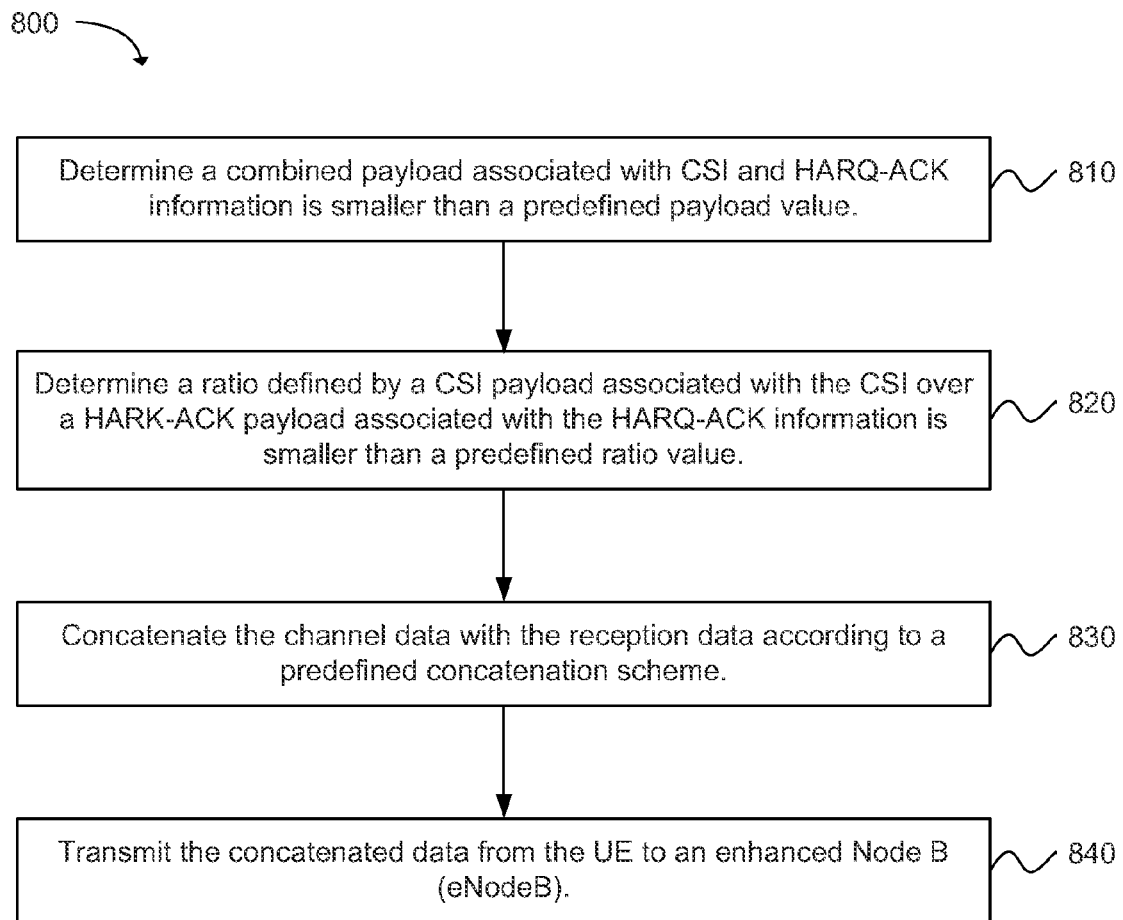 800
Determine a combined payload associated with CSI and HARQ-ACK
information is smaller than a predefined payload value.
810
Determine a ratio defined by a CSI payload associated with the CSI over
a HARK-ACK payload associated with the HARQ-ACK information is
smaller than a predefined ratio value.
820
Concatenate the channel data with the reception data according to a
predefined concatenation scheme.
830
Transmit the concatenated data from the UE to an enhanced Node B
(eNodeB).
840